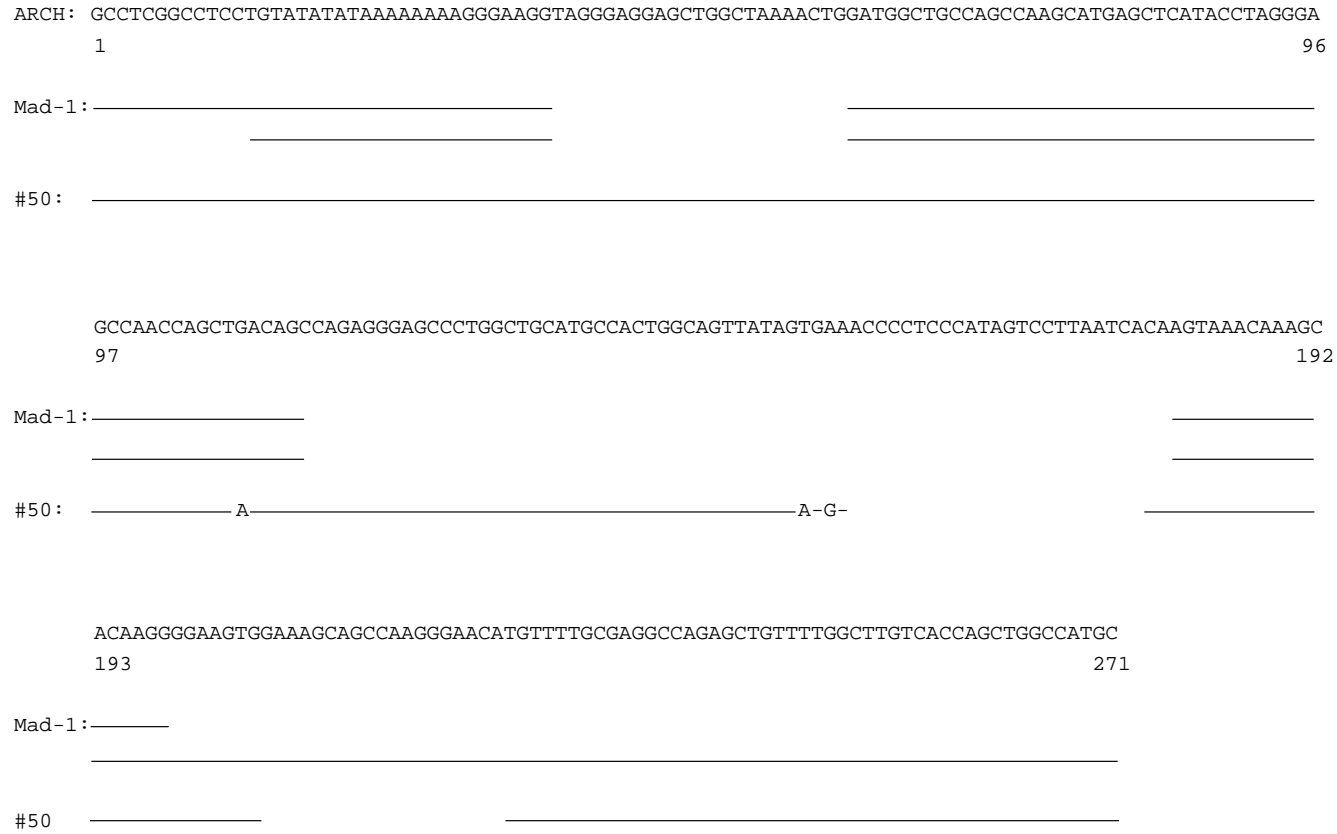 ARCH: GCCTCGGCCTCCTGTATATATAAAAAAAAGGGAAGGTAGGGAGGAGCTGGCTAAAACTGGATGGCTGCCAGCCAAGCATGAGCTCATACCTAGGGA
1 96
Mad-1:
#50:
GCCAACCAGCTGACAGCCAGAGGGAGCCCTGGCTGCATGCCACTGGCAGTTATAGTGAAACCCCTCCCATAGTCCTTAATCACAAGTAAACAAAGC
97 192
Mad-1:
#50: A A-G-
ACAAGGGGAAGTGGAAAGCAGCCAAGGGAACATGTTTTGCGAGGCCAGAGCTGTTTTGGCTTGTCACCAGCTGGCCATGC
193 271
Mad-1:
#50